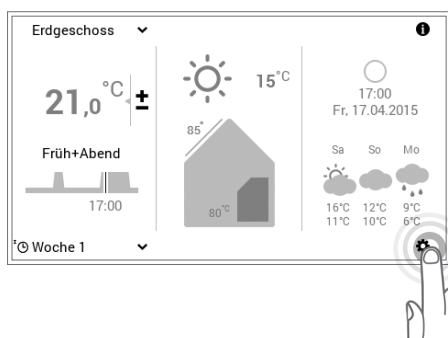 Erdgeschoss
i
21,0 °C ±
15°C
17:00
Fr, 17.04.2015
85°
Früh+Abend
80°C
17:00
Sa So Mo
16°C 12°C 9°C
11°C 10°C 6°C
Woche 1